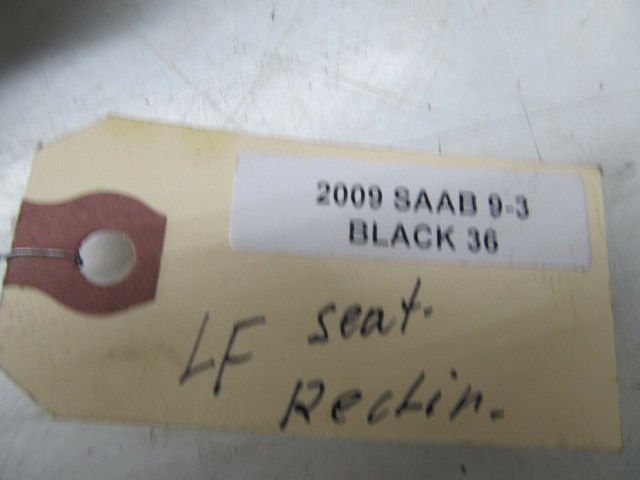 2009 SAAB 9-3
BLACK 36
LF seat.
Reclin.